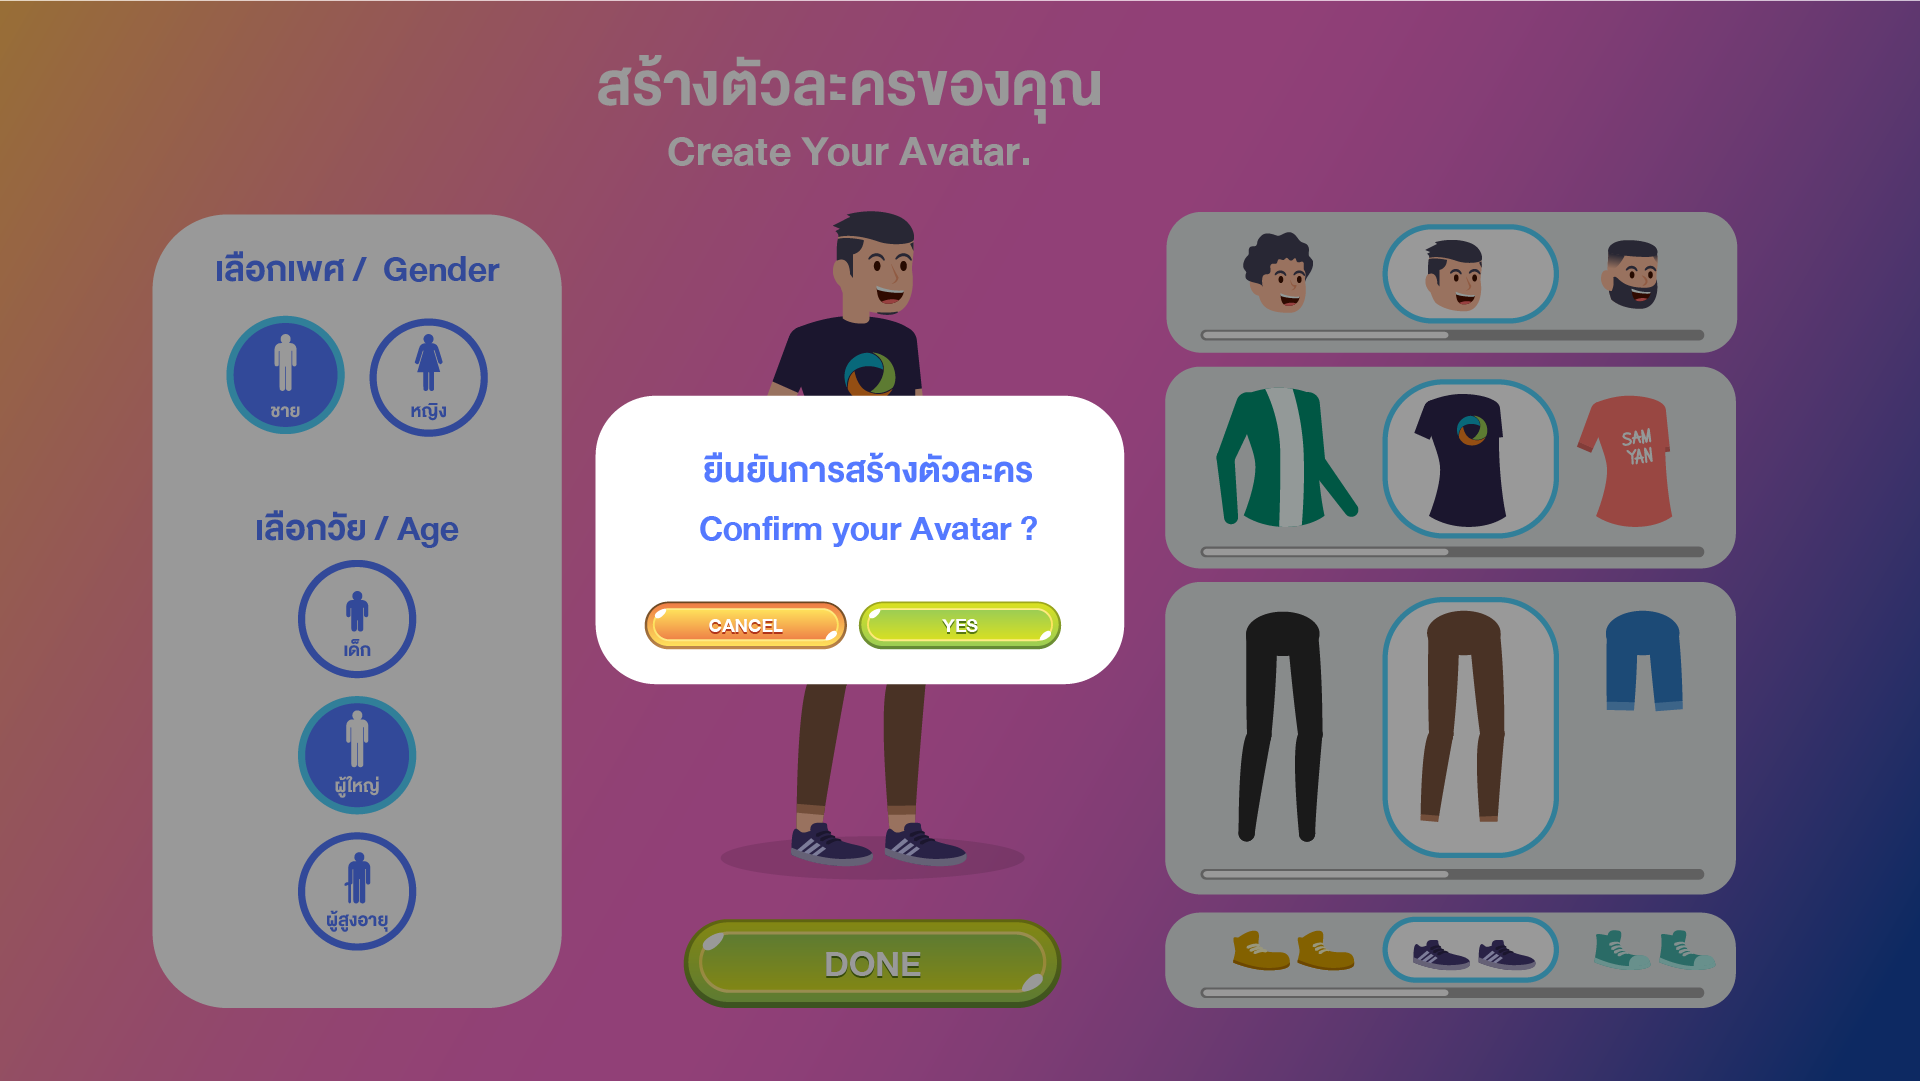 สร้างตัวละครของคุณ
Create Your Avatar.
เลือกเพศ / Gender
ชาย
หญิง
เลือกวัย / Age
เด็ก
ผู้ใหญ่
ผู้สูงอายุ
ยืนยันการสร้างตัวละคร
Confirm your Avatar ?
CANCEL
YES
DONE
SAM
YAN